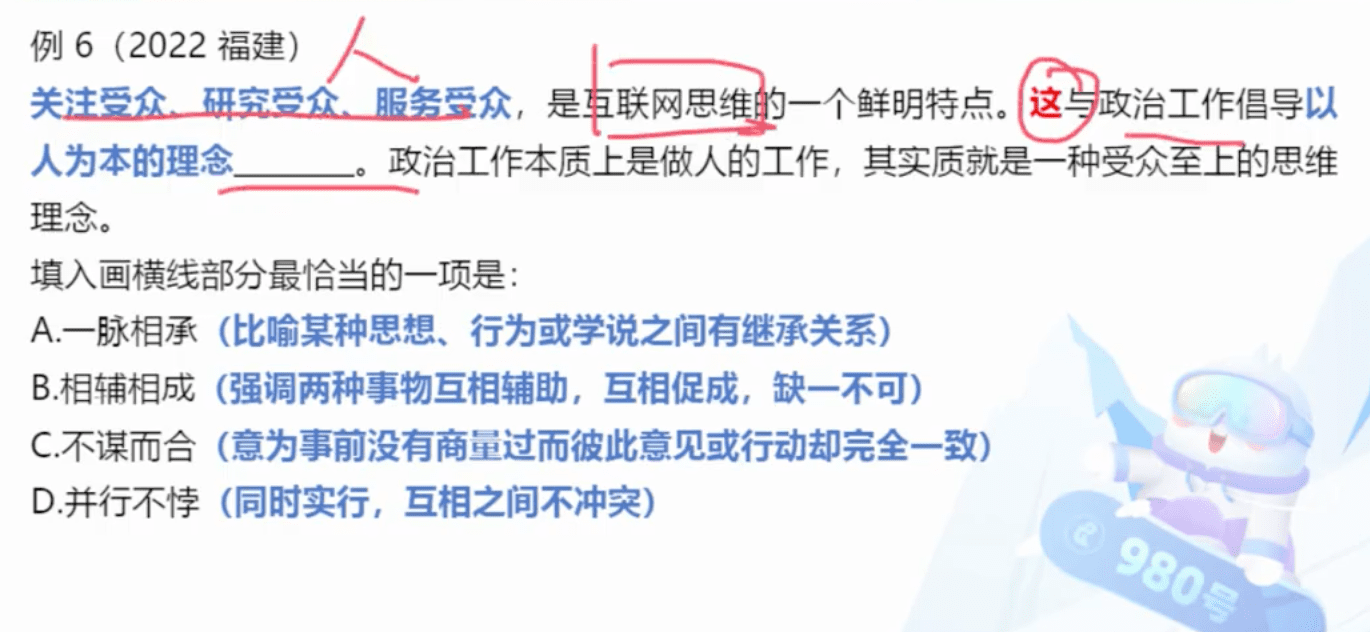 例 6（2022 福建）
人
关注受众、研究受众、服务受众，是互联网思维的一个鲜明特点。这与政治工作倡导以
人为本的理念________。政治工作本质上是做人的工作，其实质就是一种受众至上的思维
理念。
填入画横线部分最恰当的一项是：
A.一脉相承（比喻某种思想、行为或学说之间有继承关系）
B.相辅相成（强调两种事物互相辅助，互相促成，缺一不可）
C.不谋而合（意为事前没有商量过而彼此意见或行动却完全一致）
D.并行不悖（同时实行，互相之间不冲突）
980号